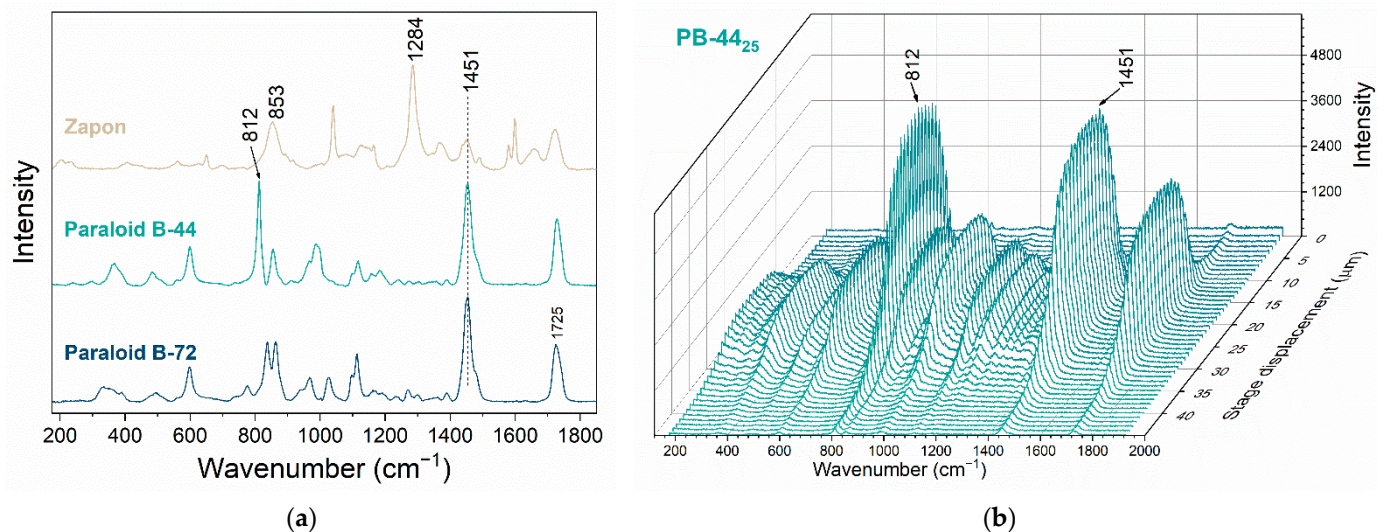 Zapon
Paraloid B-44
Paraloid B-72
812
853
1284
1451
1725
Intensity
200 400 600 800 1000 1200 1400 1600 1800
Wavenumber (cm⁻¹)
(a)
PB-44₂₅
812
1451
4800
3600
2400
1200
0
Intensity
5
10
15
20
25
30
35
40
Stage displacement (μm)
200 400 600 800 1000 1200 1400 1600 1800 2000
Wavenumber (cm⁻¹)
(b)